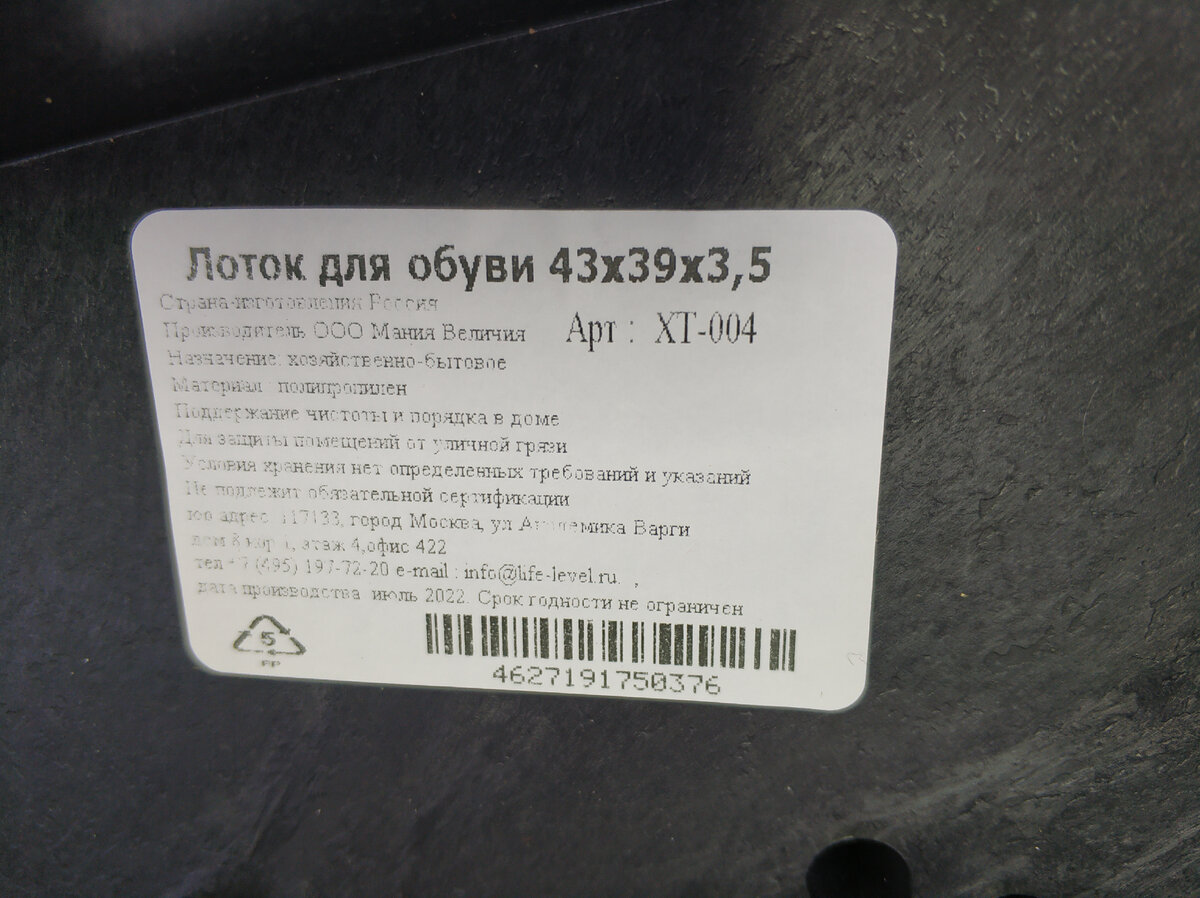 Лоток для обуви 43х39х3,5
Страна-изготовления Россия
Производитель ООО Мания Величия
Арт : ХТ-004
Назначение: хозяйственно-бытовое
Материал : полипропилен
Поддержание чистоты и порядка в доме
Для защиты помещений от уличной грязи
Условия хранения нет определенных требований и указаний
Не подлежит обязательной сертификации
юр адрес: 117133, город Москва, ул Академика Варги
дом 8 кор 1, этаж 4,офис 422
тел +7 (495) 197-72-20 e-mail : info@life-level.ru. ,
дата производства июль 2022. Срок годности не ограничен
5
PP
4627191750376